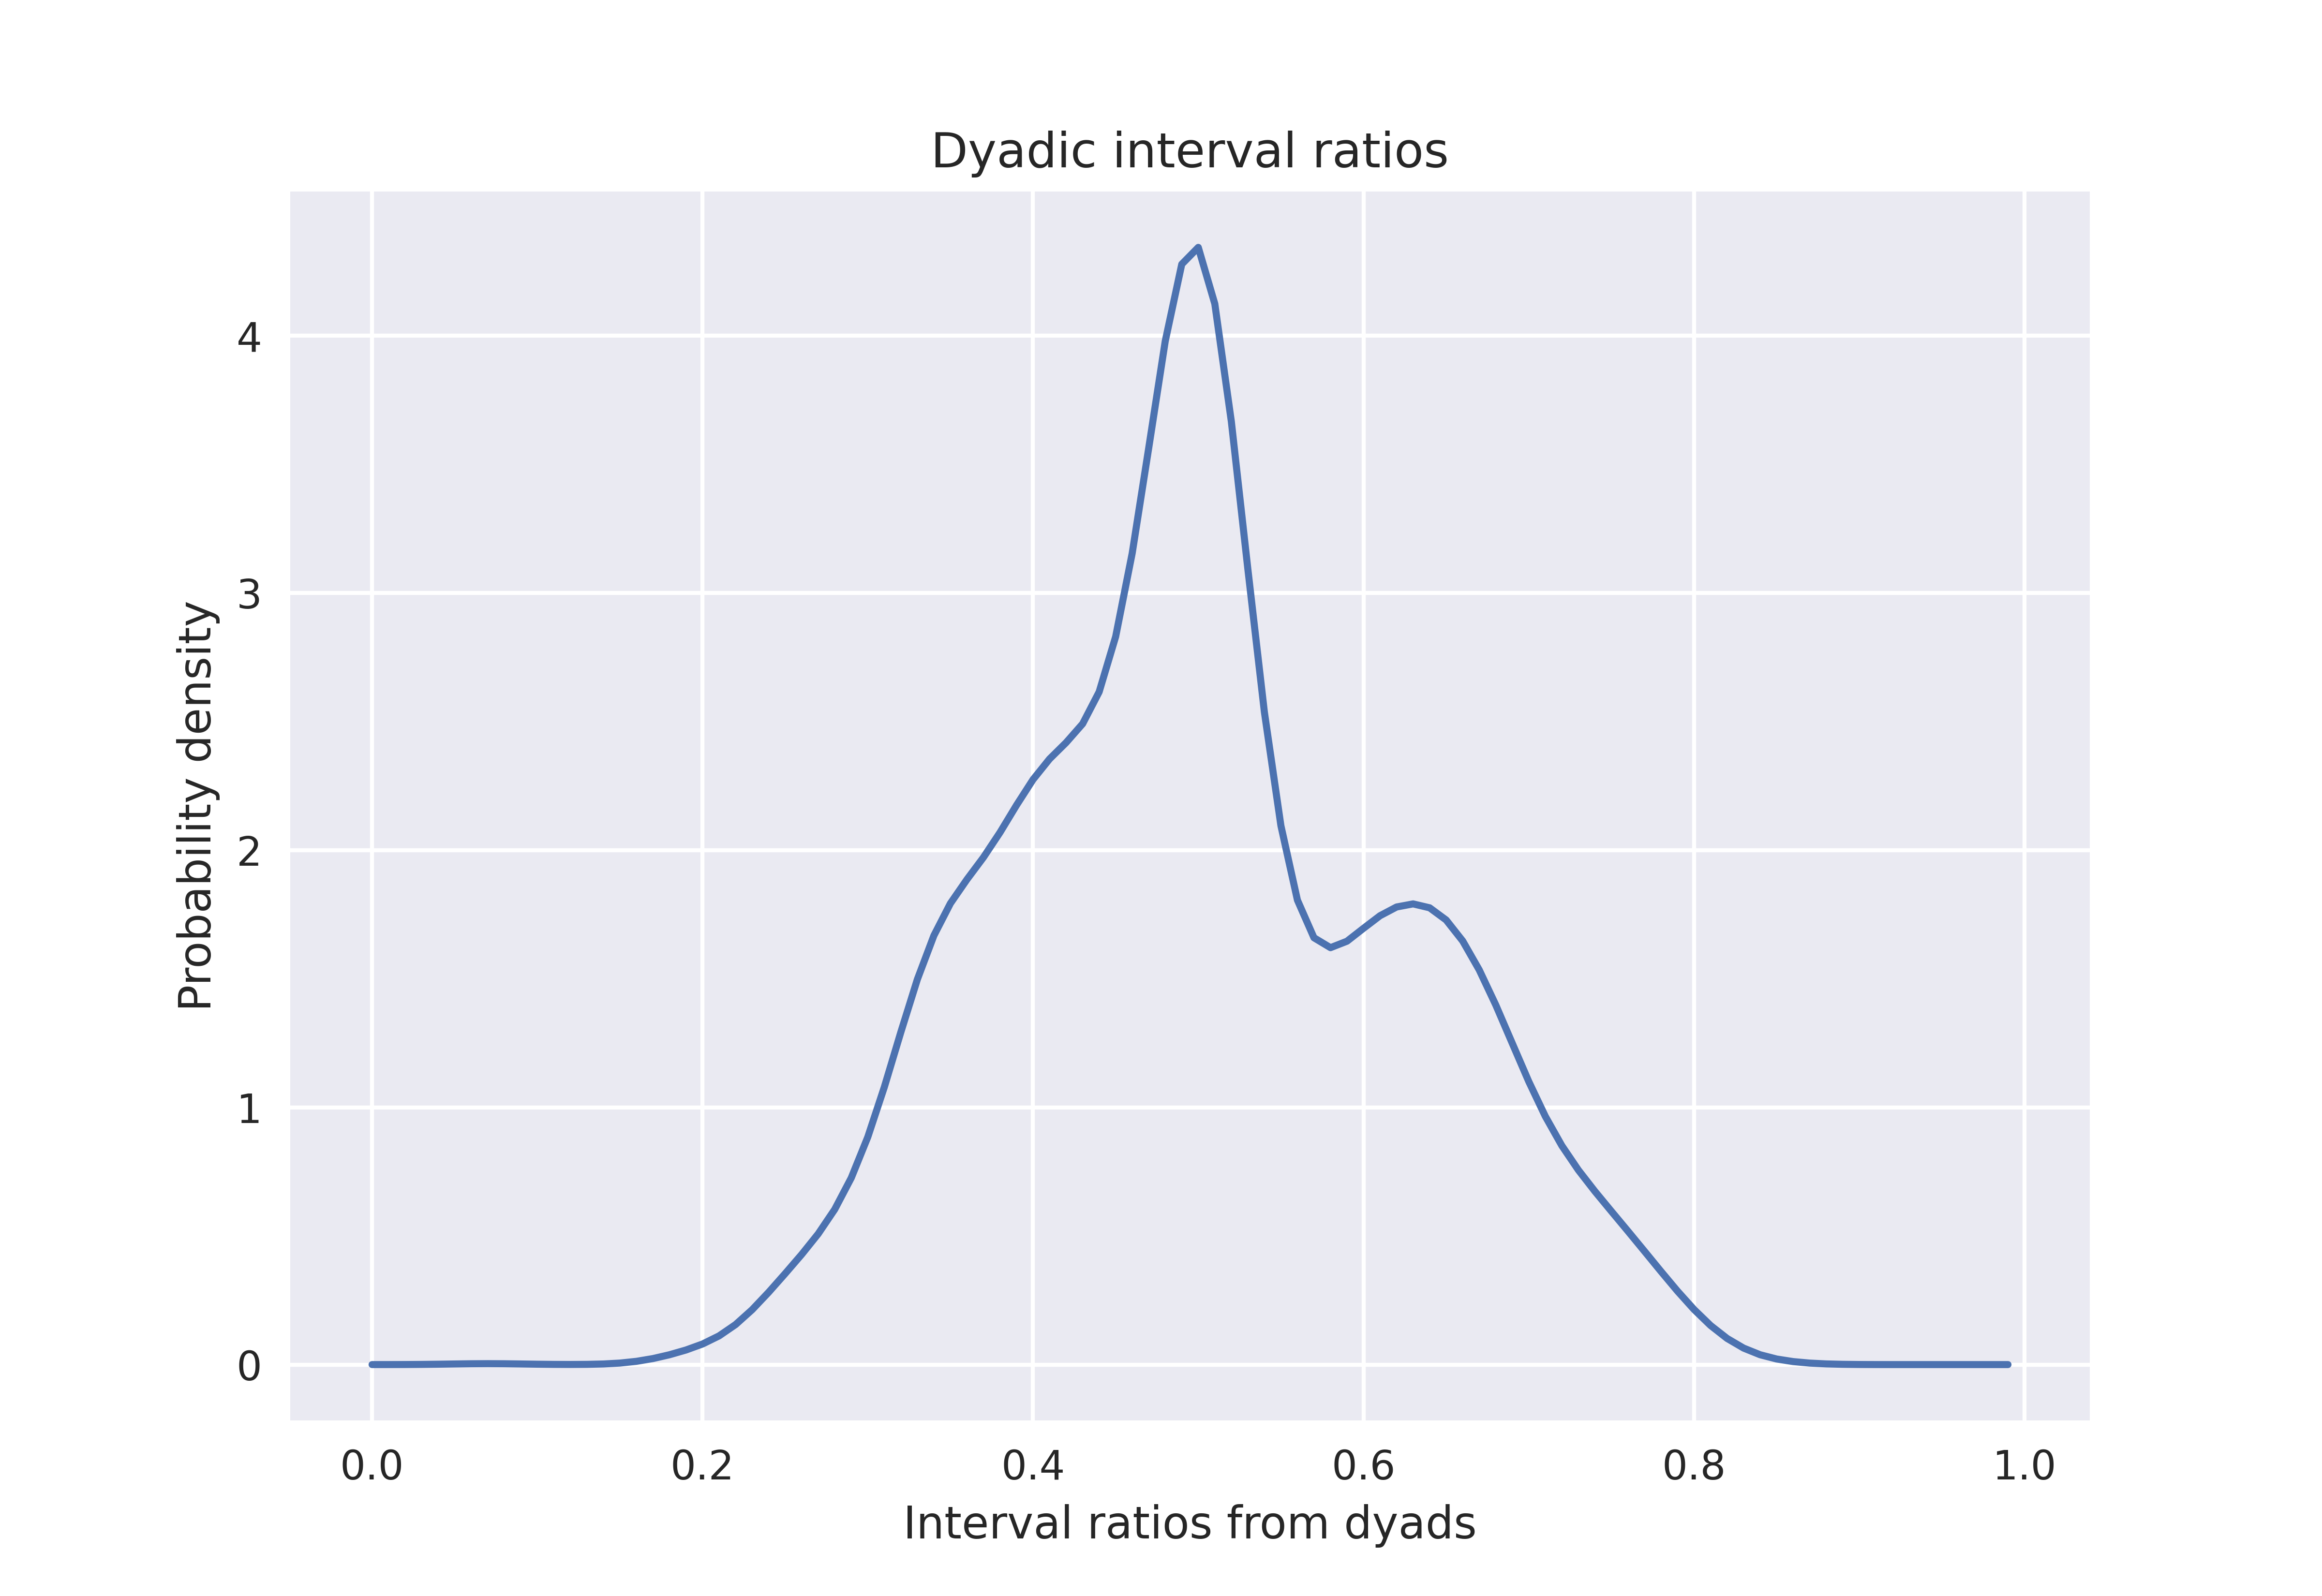 Dyadic interval ratios
4
3
2
1
0
Probability density
0.0 0.2 0.4 0.6 0.8 1.0
Interval ratios from dyads